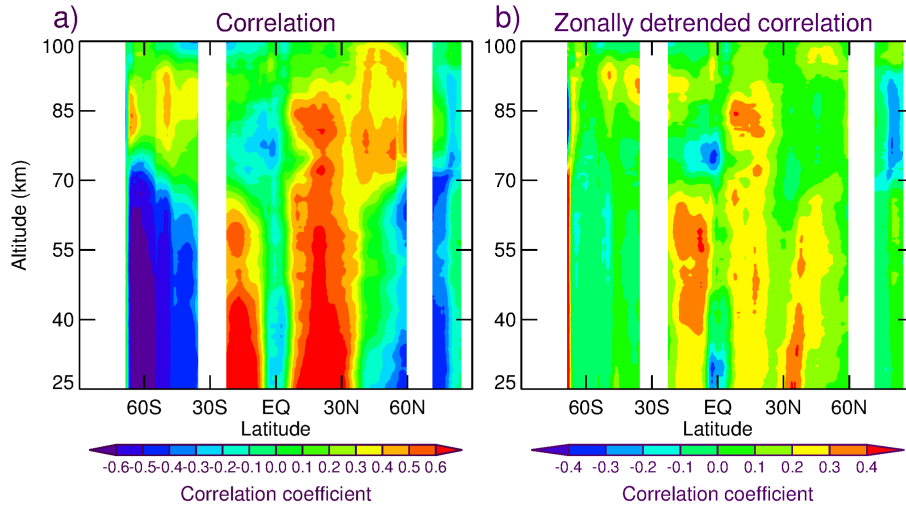 a) Correlation
b) Zonally detrended correlation
Altitude (km)
100
85
70
55
40
25
60S 30S EQ 30N 60N
Latitude
-0.6 -0.5 -0.4 -0.3 -0.2 -0.1 0.0 0.1 0.2 0.3 0.4 0.5 0.6
Correlation coefficient
100
85
70
55
40
25
60S 30S EQ 30N 60N
Latitude
-0.4 -0.3 -0.2 -0.1 0.0 0.1 0.2 0.3 0.4
Correlation coefficient